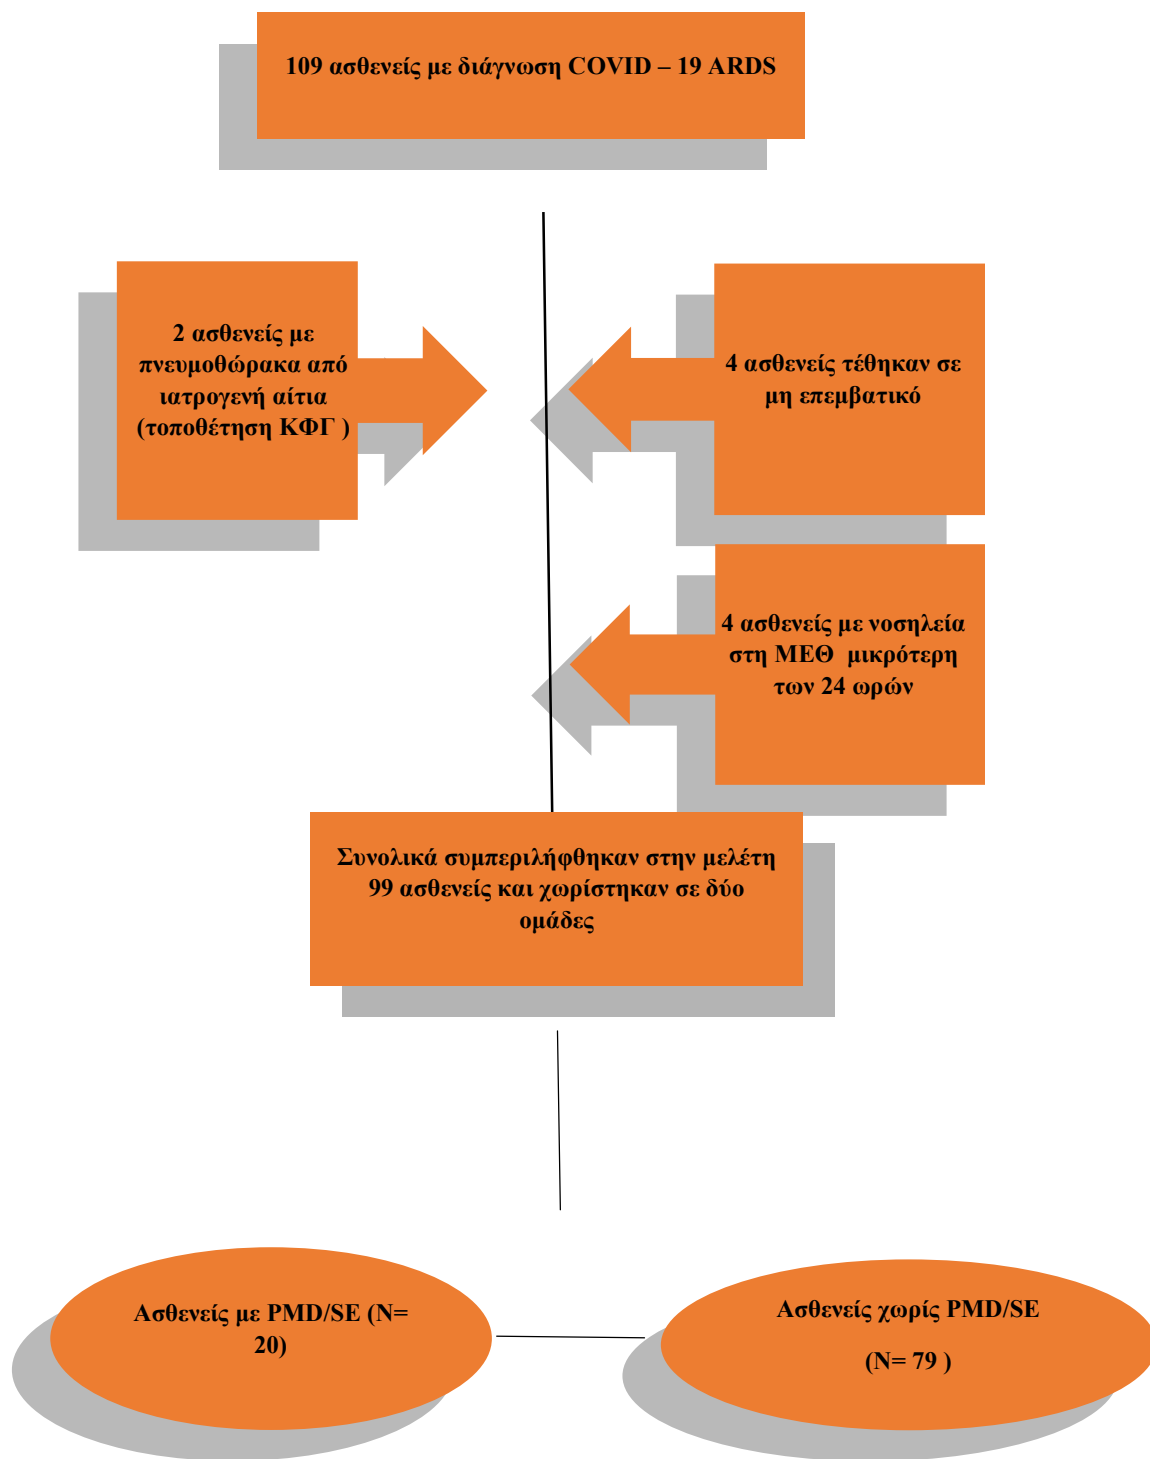 109 ασθενείς με διάγνωση COVID – 19 ARDS
2 ασθενείς με
πνευμοθώρακα από
ιατρογενή αίτια
(τοποθέτηση ΚΦΓ )
4 ασθενείς τέθηκαν σε
μη επεμβατικό
4 ασθενείς με νοσηλεία
στη ΜΕΘ μικρότερη
των 24 ωρών
Συνολικά συμπεριλήφθηκαν στην μελέτη
99 ασθενείς και χωρίστηκαν σε δύο
ομάδες
Ασθενείς με PMD/SE (N=
20)
Ασθενείς χωρίς PMD/SE
(N= 79 )